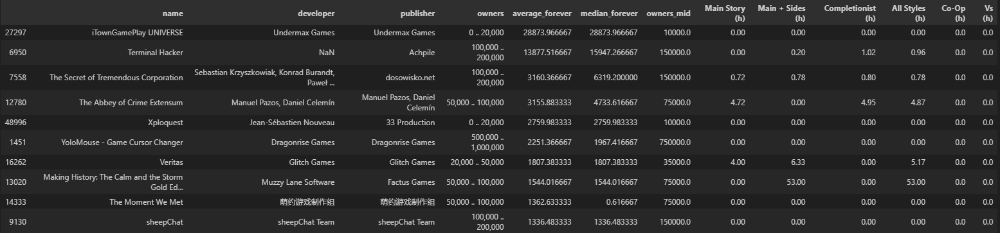 name developer publisher owners average_forever median_forever owners_mid Main Story (h) Main + Sides (h) Completionist (h) All Styles (h) Co-Op (h) Vs (h)
27297 iTownGamePlay UNIVERSE Undermax Games Undermax Games 0 .. 20,000 28873.966667 28873.966667 10000.0 0.00 0.00 0.00 0.00 0.0 0.0
6950 Terminal Hacker NaN Achpile 100,000 .. 200,000 13877.516667 15947.266667 150000.0 0.00 0.20 1.02 0.96 0.0 0.0
7558 The Secret of Tremendous Corporation Sebastian Krzyszkowiak, Konrad Burandt, Paweł ... dosowisko.net 100,000 .. 200,000 3160.366667 6319.200000 150000.0 0.72 0.78 0.80 0.78 0.0 0.0
12780 The Abbey of Crime Extensum Manuel Pazos, Daniel Celemín Manuel Pazos, Daniel Celemín 50,000 .. 100,000 3155.883333 4733.616667 75000.0 4.72 0.00 4.95 4.87 0.0 0.0
48996 Xploquest Jean-Sébastien Nouveau 33 Production 0 .. 20,000 2759.983333 2759.983333 10000.0 0.00 0.00 0.00 0.00 0.0 0.0
1451 YoloMouse - Game Cursor Changer Dragonrise Games Dragonrise Games 500,000 .. 1,000,000 2251.366667 1967.416667 750000.0 0.00 0.00 0.00 0.00 0.0 0.0
16262 Veritas Glitch Games Glitch Games 20,000 .. 50,000 1807.383333 1807.383333 35000.0 4.00 6.33 0.00 5.17 0.0 0.0
13020 Making History: The Calm and the Storm Gold Ed... Muzzy Lane Software Factus Games 50,000 .. 100,000 1544.016667 1544.016667 75000.0 0.00 53.00 0.00 53.00 0.0 0.0
14333 The Moment We Met 萌约游戏制作组 萌约游戏制作组 50,000 .. 100,000 1362.633333 0.616667 75000.0 0.00 0.00 0.00 0.00 0.0 0.0
9130 sheepChat sheepChat Team sheepChat Team 100,000 .. 200,000 1336.483333 1336.483333 150000.0 0.00 0.00 0.00 0.00 0.0 0.0